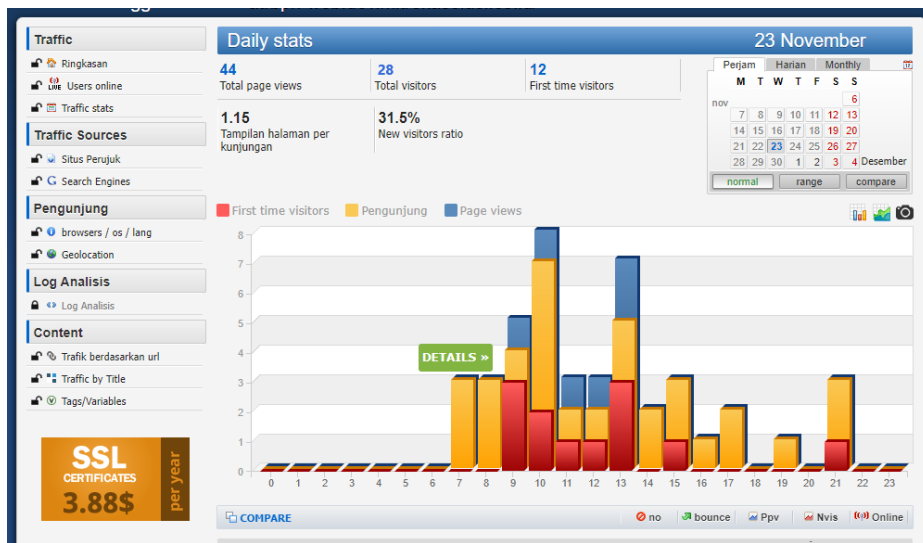 Traffic
Ringkasan
LIVE Users online
Traffic stats
Traffic Sources
Situs Perujuk
G Search Engines
Pengunjung
browsers / os / lang
Geolocation
Log Analisis
Log Analisis
Content
Trafik berdasarkan url
Traffic by Title
Tags/Variables
SSL
CERTIFICATES
3.88$
per year
Daily stats
23 November
44
Total page views
28
Total visitors
12
First time visitors
1.15
Tampilan halaman per
kunjungan
31.5%
New visitors ratio
Perjam Harian Monthly
M T W T F S S
nov 6
7 8 9 10 11 12 13
14 15 16 17 18 19 20
21 22 23 24 25 26 27
28 29 30 1 2 3 4 Desember
normal range compare
First time visitors Pengunjung Page views
8
7
6
5
4
3
2
1
0
DETAILS »
0 1 2 3 4 5 6 7 8 9 10 11 12 13 14 15 16 17 18 19 20 21 22 23
COMPARE
no bounce Ppv Nvis Online